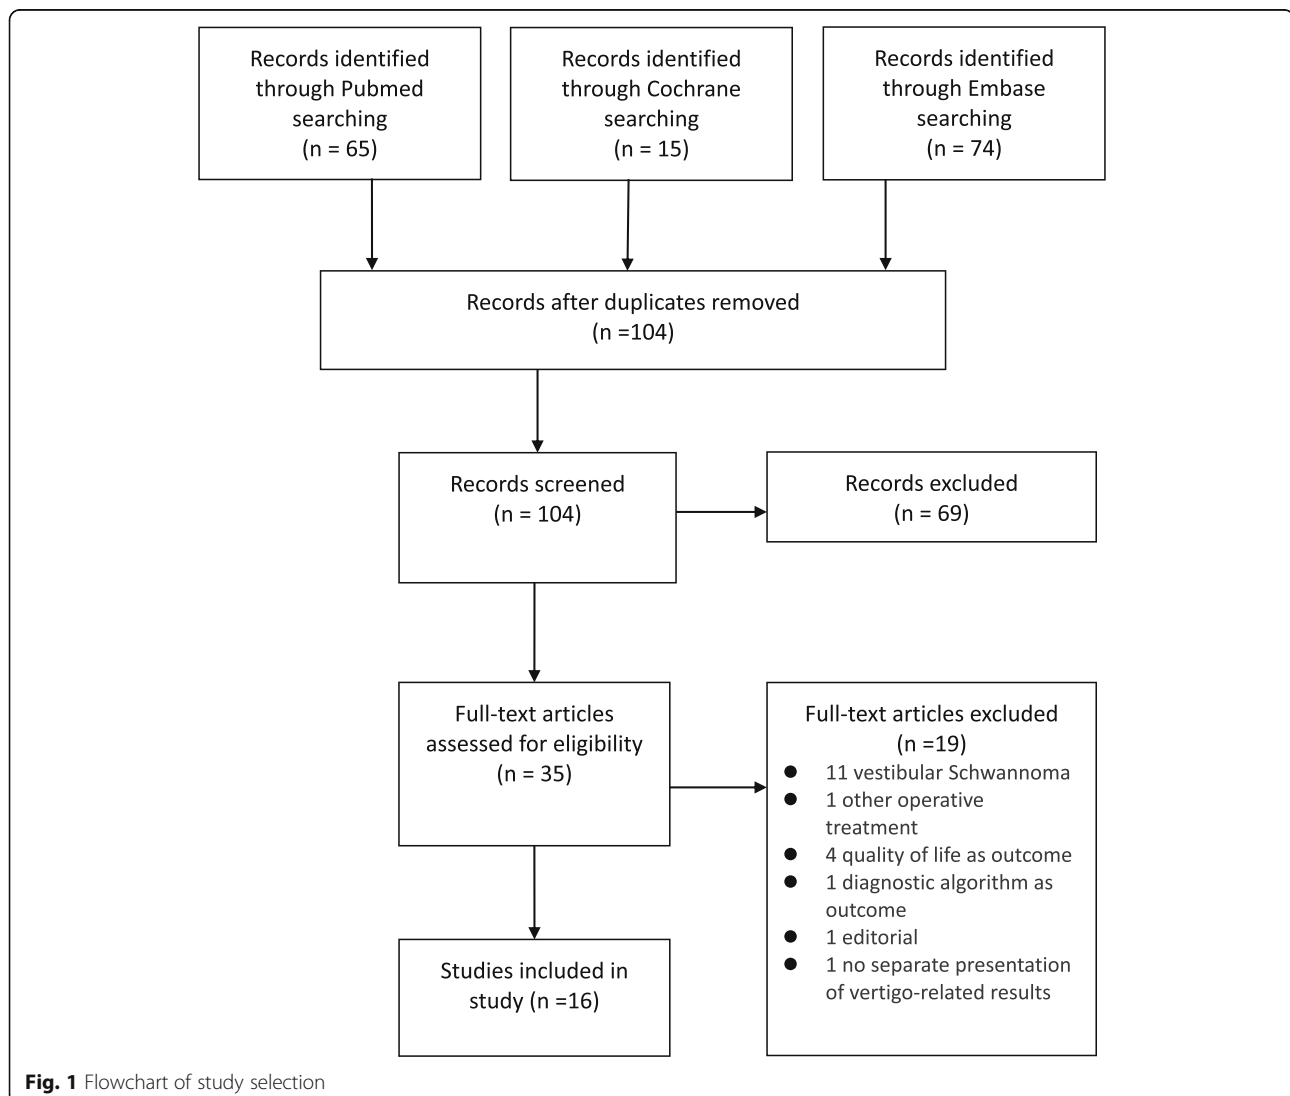 Records identified
through Pubmed
searching
(n = 65)
Records identified
through Cochrane
searching
(n = 15)
Records identified
through Embase
searching
(n = 74)
Records after duplicates removed
(n =104)
Records screened
(n = 104)
Records excluded
(n = 69)
Full-text articles
assessed for eligibility
(n = 35)
Full-text articles excluded
(n =19)
● 11 vestibular Schwannoma
● 1 other operative
treatment
● 4 quality of life as outcome
● 1 diagnostic algorithm as
outcome
● 1 editorial
● 1 no separate presentation
of vertigo-related results
Studies included in
study (n =16)
Fig. 1 Flowchart of study selection